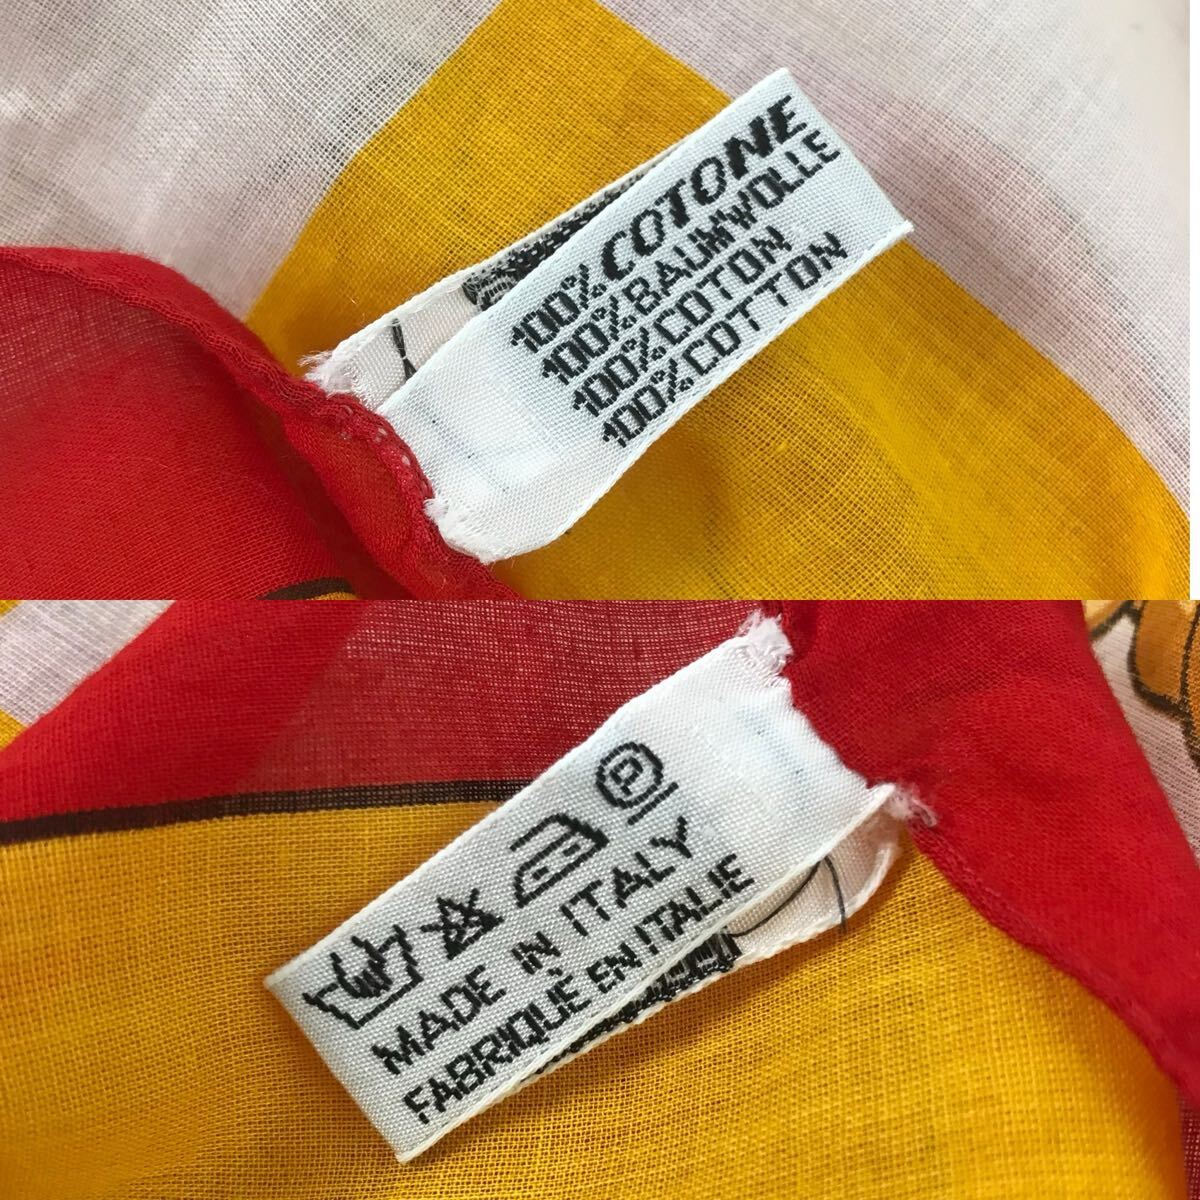 100% COTONE
100% BAUMWOLLE
100% COTON
100% COTTON
P
MADE IN ITALY
FABRIQUÉ EN ITALIE